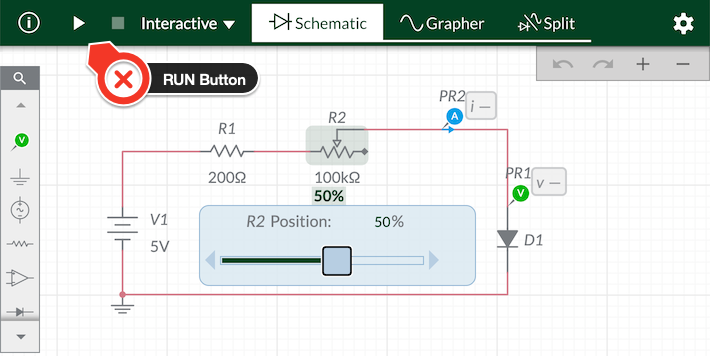 Interactive
Schematic
Grapher
Split
RUN Button
PR2
A
i —
R1
R2
V
200Ω
100kΩ
50%
PR1
v —
V
V1
5V
R2 Position: 50%
D1